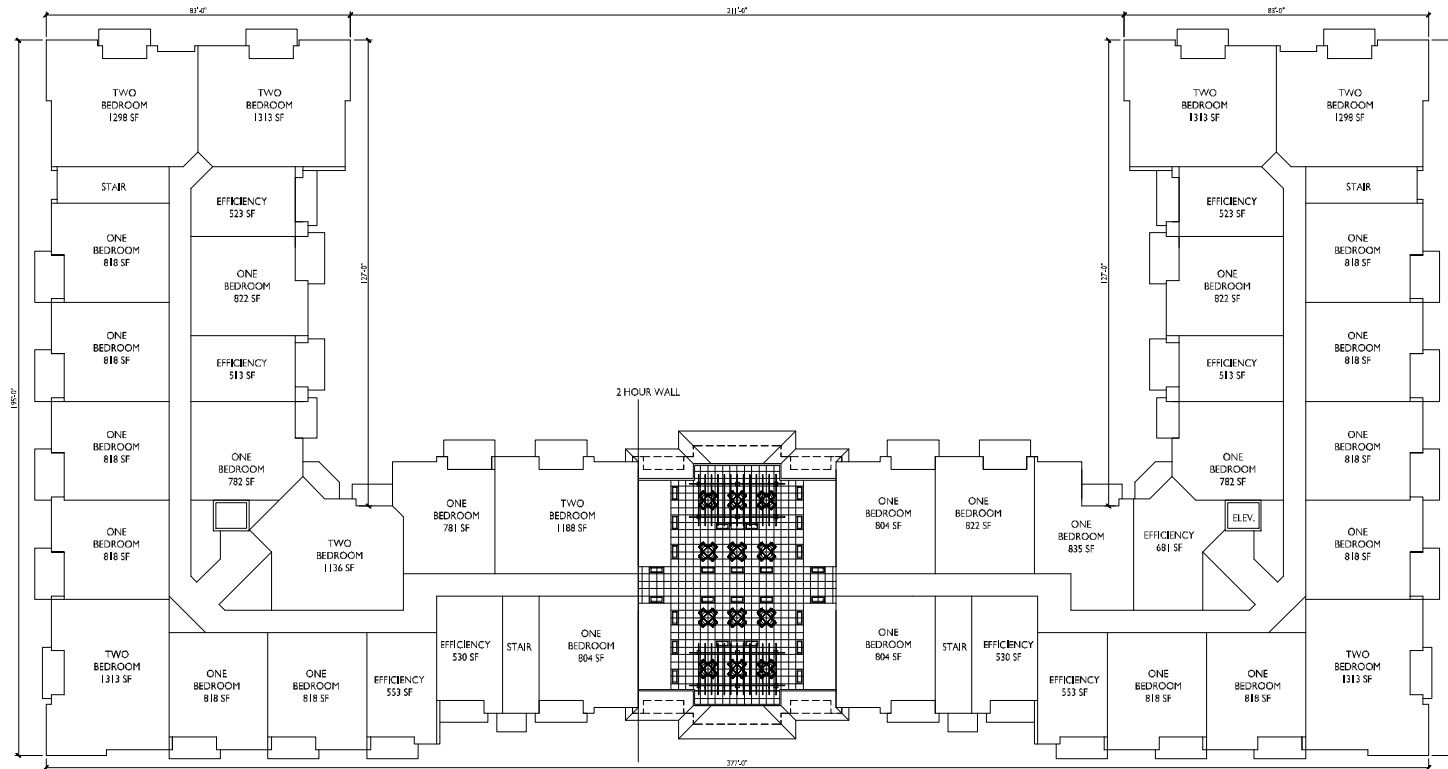 83'-0"
211'-0"
83'-0"
TWO
BEDROOM
1298 SF
TWO
BEDROOM
1313 SF
TWO
BEDROOM
1313 SF
TWO
BEDROOM
1298 SF
STAIR
EFFICIENCY
523 SF
EFFICIENCY
523 SF
STAIR
ONE
BEDROOM
818 SF
ONE
BEDROOM
822 SF
127'-0"
127'-0"
ONE
BEDROOM
822 SF
ONE
BEDROOM
818 SF
ONE
BEDROOM
818 SF
EFFICIENCY
513 SF
EFFICIENCY
513 SF
ONE
BEDROOM
818 SF
195'-0"
2 HOUR WALL
ONE
BEDROOM
818 SF
ONE
BEDROOM
782 SF
ONE
BEDROOM
782 SF
ONE
BEDROOM
818 SF
ONE
BEDROOM
818 SF
TWO
BEDROOM
1136 SF
ONE
BEDROOM
781 SF
TWO
BEDROOM
1188 SF
ONE
BEDROOM
804 SF
ONE
BEDROOM
822 SF
ONE
BEDROOM
835 SF
EFFICIENCY
681 SF
ELEV.
ONE
BEDROOM
818 SF
TWO
BEDROOM
1313 SF
ONE
BEDROOM
818 SF
ONE
BEDROOM
818 SF
EFFICIENCY
553 SF
EFFICIENCY
530 SF
STAIR
ONE
BEDROOM
804 SF
ONE
BEDROOM
804 SF
STAIR
EFFICIENCY
530 SF
EFFICIENCY
553 SF
ONE
BEDROOM
818 SF
ONE
BEDROOM
818 SF
TWO
BEDROOM
1313 SF
377'-0"